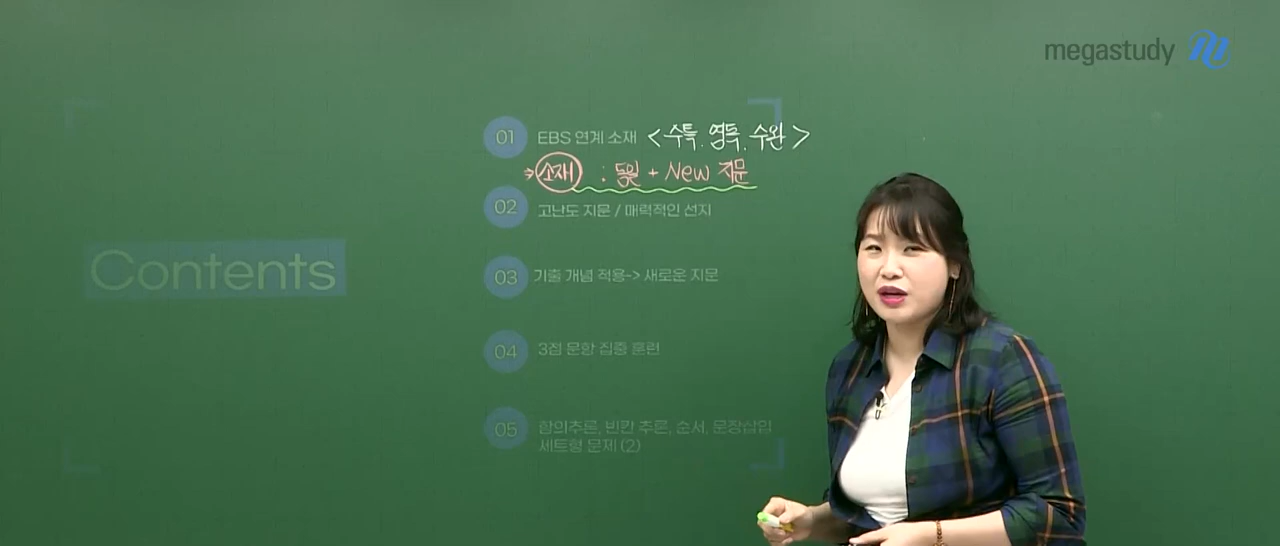 megastudy
Contents
01 EBS 연계 소재 <수특. 영독. 수완>
→ 소재 : 동일 + New 지문
02 고난도 지문 / 매력적인 선지
03 기출 개념 적용-> 새로운 지문
04 3점 문항 집중 훈련
05 함의추론, 빈칸 추론, 순서, 문장삽입
세트형 문제 (2)